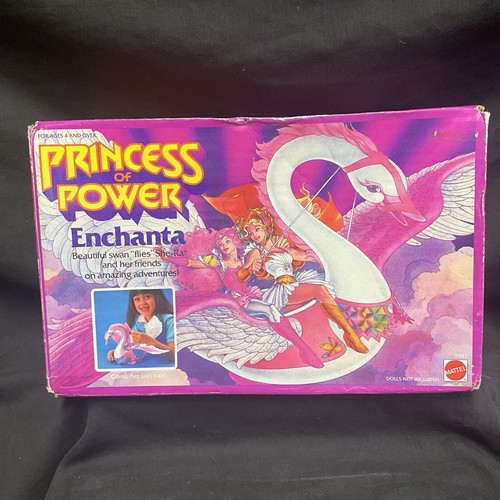 FOR AGES 4 AND OVER
PRINCESS
OF
POWER
Enchanta
Beautiful swan "flies" She-Ra
and her friends
on amazing adventures!
DOLLS NOT INCLUDED
MATTEL